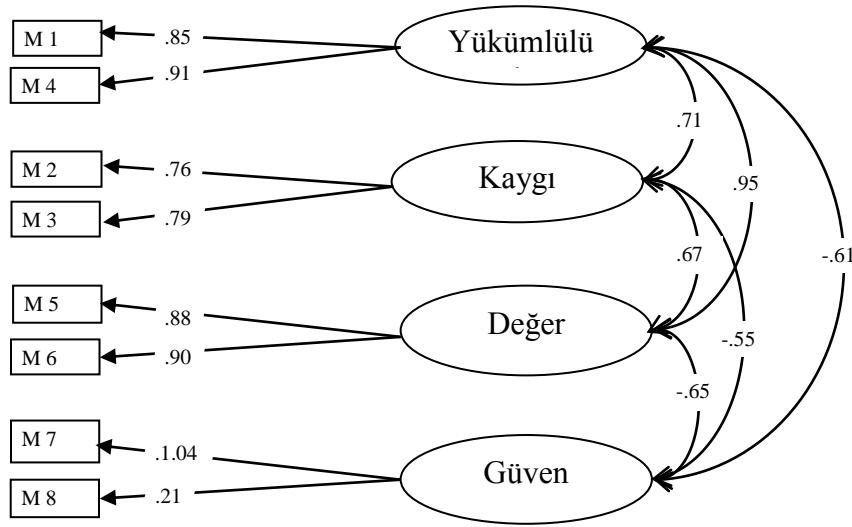 M 1
.85
Yükümlülü
M 4
.91
.71
M 2
.76
Kaygı
.95
M 3
.79
.67
-.61
M 5
.88
Değer
M 6
.90
-.55
-.65
M 7
.1.04
Güven
M 8
.21